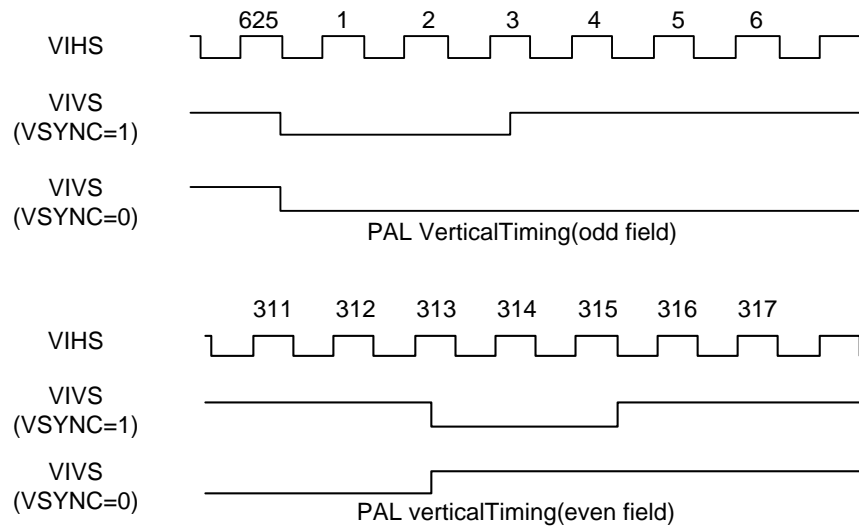 625 1 2 3 4 5 6
VIHS
VIVS
(VSYNC=1)
VIVS
(VSYNC=0)
PAL VerticalTiming(odd field)
311 312 313 314 315 316 317
VIHS
VIVS
(VSYNC=1)
VIVS
(VSYNC=0)
PAL verticalTiming(even field)